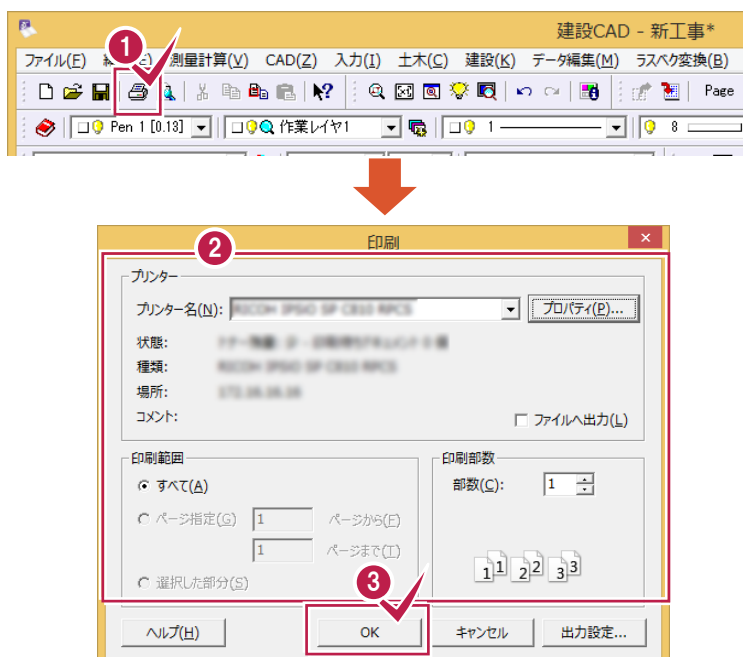 建設CAD - 新工事*
1
ファイル(F) 測量計算(V) CAD(Z) 入力(I) 土木(C) 建設(K) データ編集(M) ラスベク変換(B)
Page
Pen 1 [0.13] 作業レイヤ1 1 8
印刷
2
プリンター
プリンター名(N): プロパティ(P)...
状態:
種類:
場所:
コメント:
ファイルへ出力(L)
印刷範囲
すべて(A)
ページ指定(G) 1 ページから(F)
1 ページまで(T)
選択した部分(S)
印刷部数
部数(C): 1
1 1 2 2 3 3
3
ヘルプ(H) OK キャンセル 出力設定...